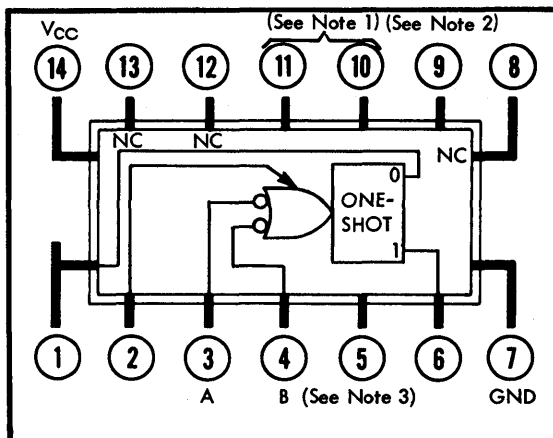 (See Note 1) (See Note 2)
VCC
14 13 12 11 10 9 8
NC NC NC
0
ONE-
SHOT
1
1 2 3 4 5 6 7
A B (See Note 3) GND